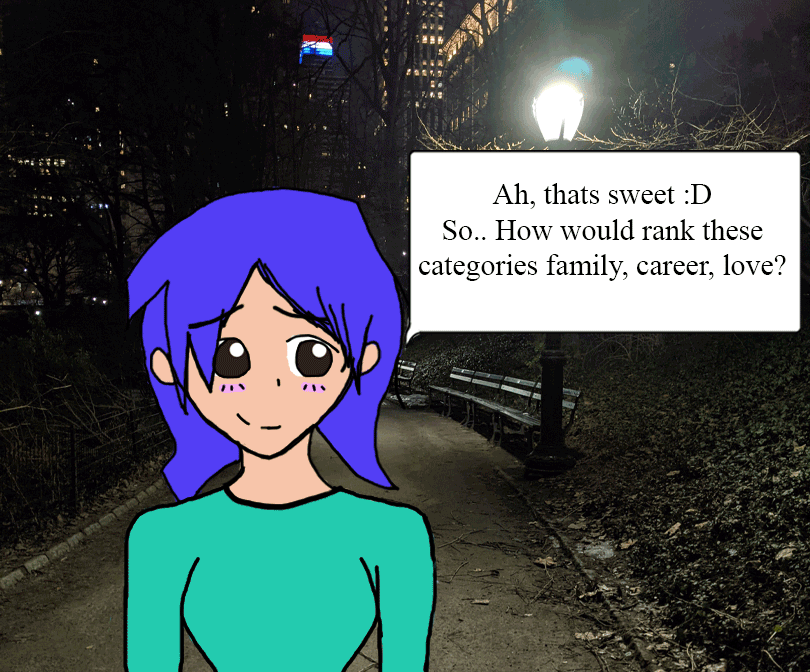 Ah, thats sweet :D
So.. How would rank these
categories family, career, love?